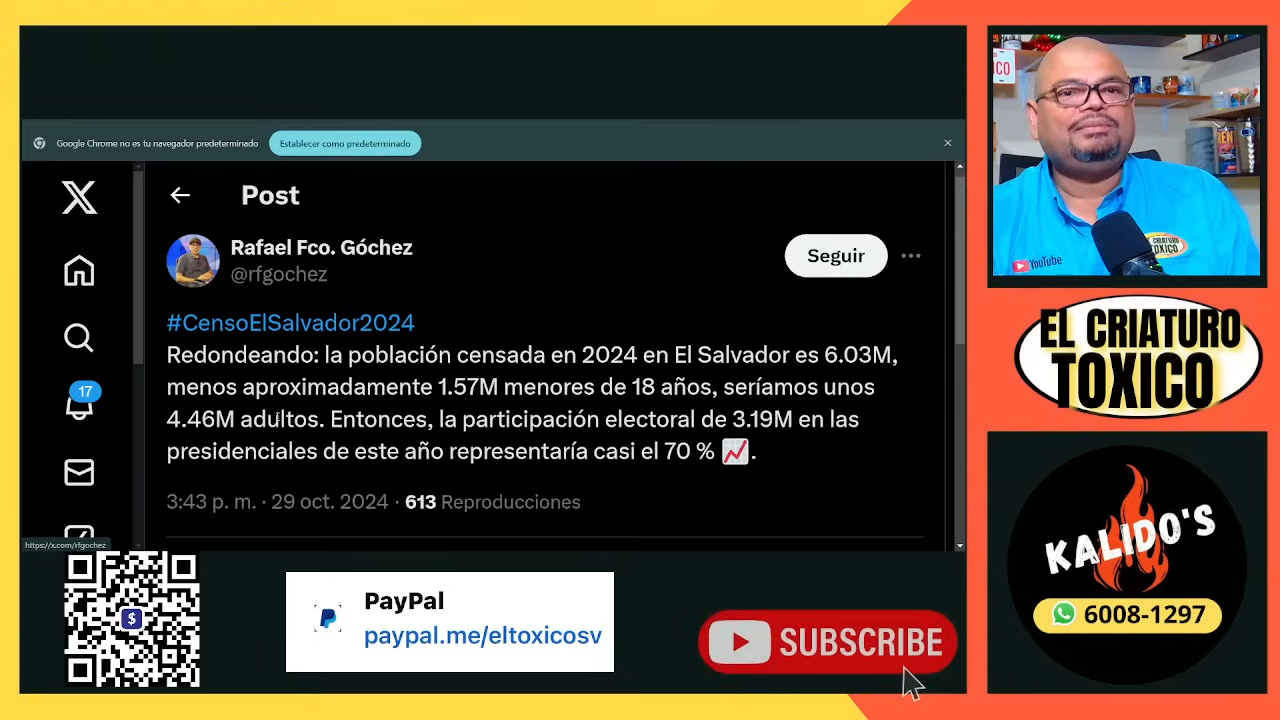 Google Chrome no es tu navegador predeterminado
Establecer como predeterminado
Post
Rafael Fco. Góchez
@rfgochez
Seguir
#CensoElSalvador2024
Redondeando: la población censada en 2024 en El Salvador es 6.03M,
menos aproximadamente 1.57M menores de 18 años, seríamos unos
4.46M adultos. Entonces, la participación electoral de 3.19M en las
presidenciales de este año representaría casi el 70 % 📈.
3:43 p. m. · 29 oct. 2024 · 613 Reproducciones
17
https://x.com/rfgochez
PayPal
paypal.me/eltoxicosv
SUBSCRIBE
YouTube
CRIATURO
TOXICO
EL CRIATURO
TOXICO
KALIDO'S
6008-1297